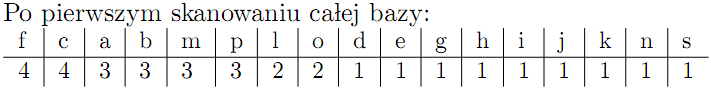 Po pierwszym skanowaniu całej bazy:
f c a b m p l o d e g h i j k n s
4 4 3 3 3 3 2 2 1 1 1 1 1 1 1 1 1